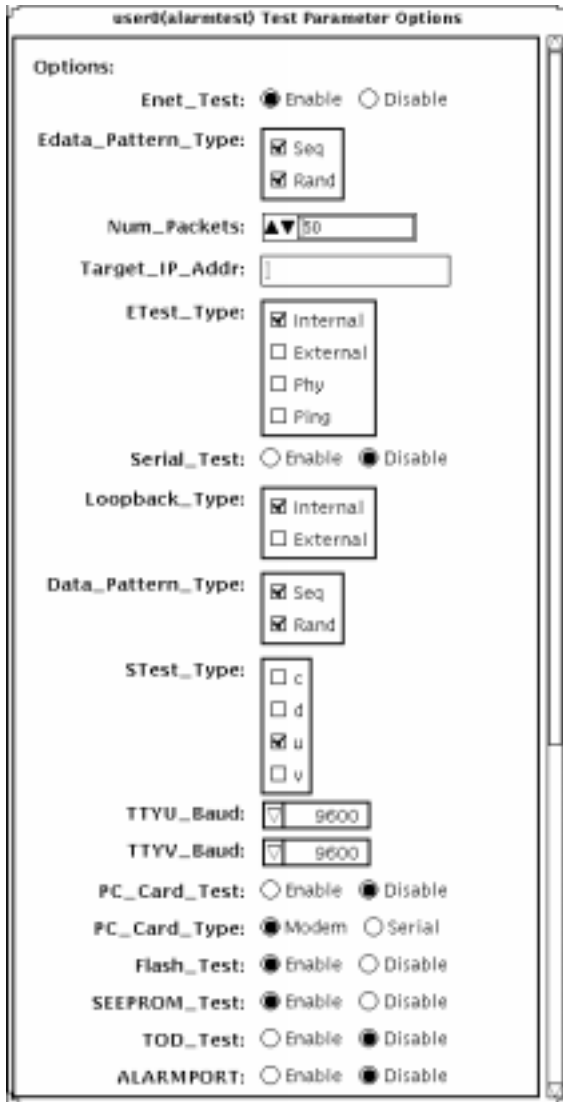 user0(alarmtest) Test Parameter Options
Options:
Enet_Test: Enable Disable
Edata_Pattern_Type: Seq
Rand
Num_Packets: 50
Target_IP_Addr:
ETest_Type: Internal
External
Phy
Ping
Serial_Test: Enable Disable
Loopback_Type: Internal
External
Data_Pattern_Type: Seq
Rand
STest_Type: c
d
u
v
TTYU_Baud: 9600
TTYV_Baud: 9600
PC_Card_Test: Enable Disable
PC_Card_Type: Modem Serial
Flash_Test: Enable Disable
SEEPROM_Test: Enable Disable
TOD_Test: Enable Disable
ALARMPORT: Enable Disable